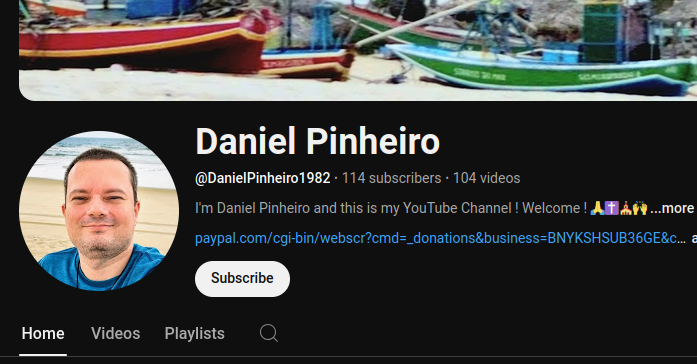 Daniel Pinheiro
@DanielPinheiro1982 · 114 subscribers · 104 videos
I'm Daniel Pinheiro and this is my YouTube Channel ! Welcome ! 🙏✝️⛪🙌...more
paypal.com/cgi-bin/webscr?cmd=_donations&business=BNYKSHSUB36GE&c... a
Subscribe
Home Videos Playlists